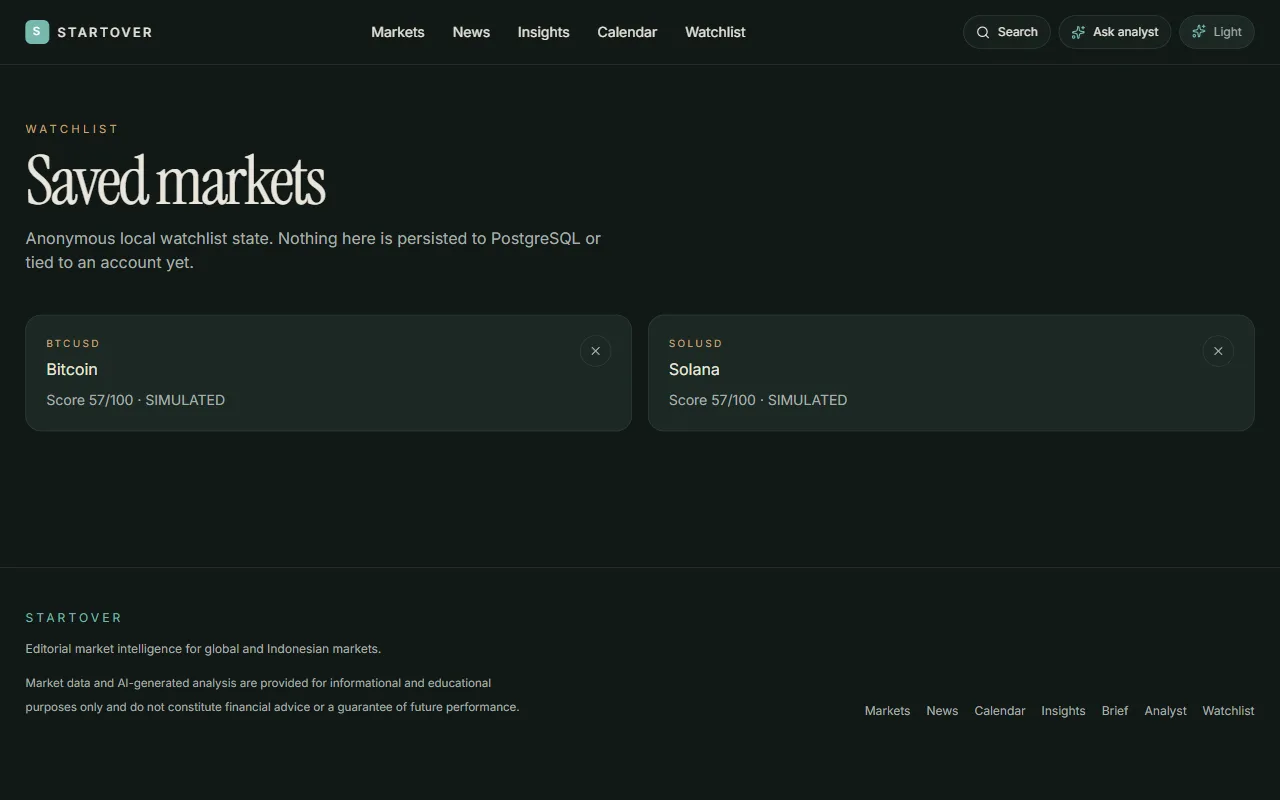 S STARTOVER
Markets News Insights Calendar Watchlist
Search Ask analyst Light
WATCHLIST
Saved markets
Anonymous local watchlist state. Nothing here is persisted to PostgreSQL or
tied to an account yet.
BTCUSD
Bitcoin
Score 57/100 · SIMULATED
SOLUSD
Solana
Score 57/100 · SIMULATED
STARTOVER
Editorial market intelligence for global and Indonesian markets.
Market data and AI-generated analysis are provided for informational and educational
purposes only and do not constitute financial advice or a guarantee of future performance.
Markets News Calendar Insights Brief Analyst Watchlist